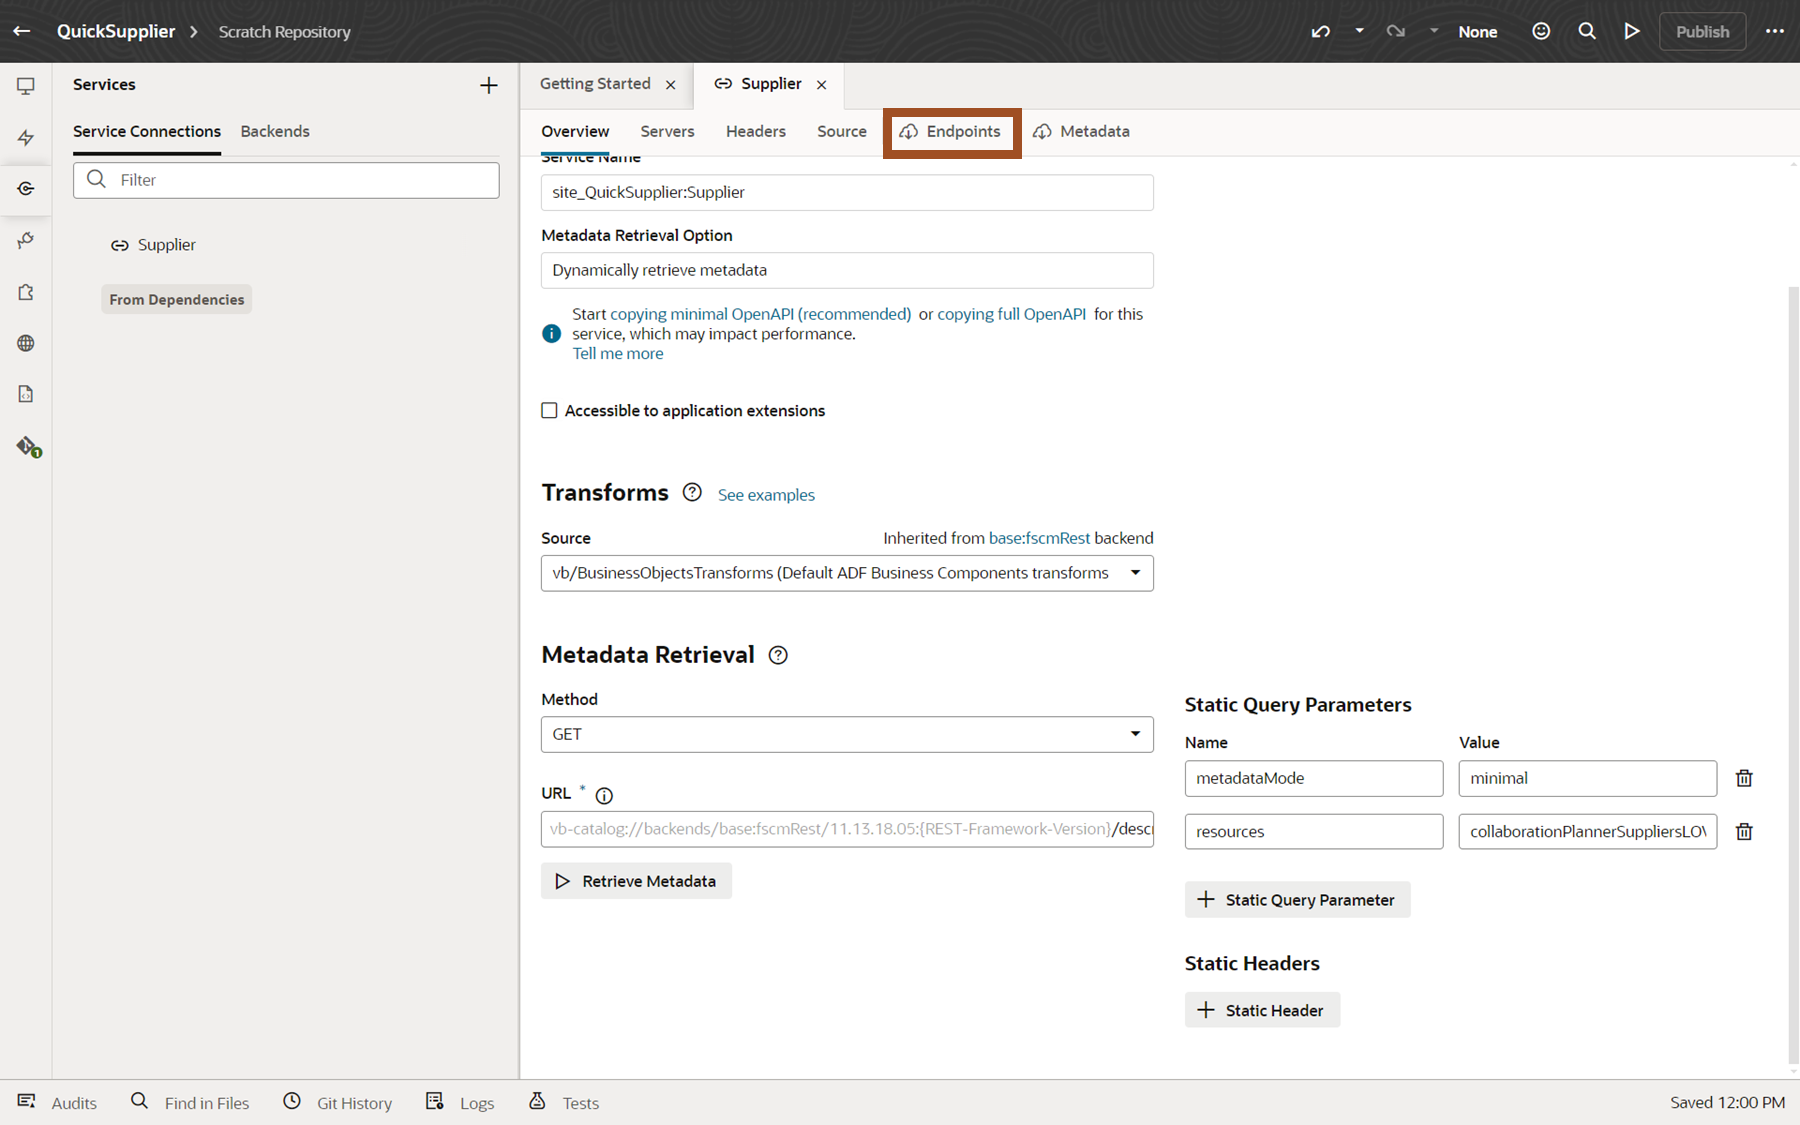 QuickSupplier
Scratch Repository
None
Publish
Services
Service Connections
Backends
Filter
Supplier
From Dependencies
1
Getting Started
Supplier
Overview
Servers
Headers
Source
Endpoints
Metadata
Service Name
site_QuickSupplier:Supplier
Metadata Retrieval Option
Dynamically retrieve metadata
Start copying minimal OpenAPI (recommended) or copying full OpenAPI for this
service, which may impact performance.
Tell me more
Accessible to application extensions
Transforms
See examples
Source
Inherited from base:fscmRest backend
vb/BusinessObjectsTransforms (Default ADF Business Components transforms
Metadata Retrieval
Method
GET
URL *
vb-catalog://backends/base:fscmRest/11.13.18.05:{REST-Framework-Version}/descr
Retrieve Metadata
Static Query Parameters
Name
Value
metadataMode
minimal
resources
collaborationPlannerSuppliersLOV
Static Query Parameter
Static Headers
Static Header
Audits
Find in Files
Git History
Logs
Tests
Saved 12:00 PM